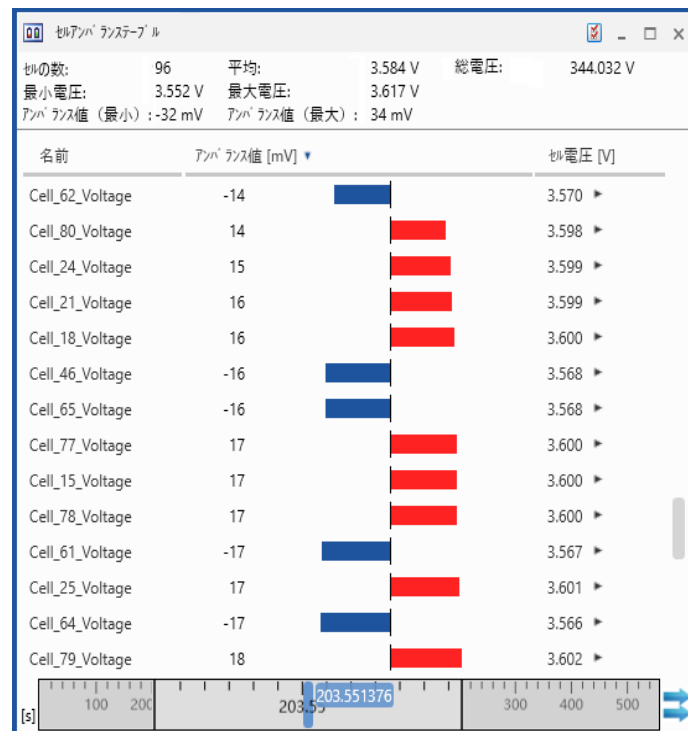 セルアンバランステーブル
セルの数: 96 平均: 3.584 V 総電圧: 344.032 V
最小電圧: 3.552 V 最大電圧: 3.617 V
アンバランス値（最小）: -32 mV アンバランス値（最大）: 34 mV
名前 アンバランス値 [mV] ▼ セル電圧 [V]
Cell_62_Voltage -14 3.570
Cell_80_Voltage 14 3.598
Cell_24_Voltage 15 3.599
Cell_21_Voltage 16 3.599
Cell_18_Voltage 16 3.600
Cell_46_Voltage -16 3.568
Cell_65_Voltage -16 3.568
Cell_77_Voltage 17 3.600
Cell_15_Voltage 17 3.600
Cell_78_Voltage 17 3.600
Cell_61_Voltage -17 3.567
Cell_25_Voltage 17 3.601
Cell_64_Voltage -17 3.566
Cell_79_Voltage 18 3.602
203.551376
[s] 100 200 203.55 300 400 500